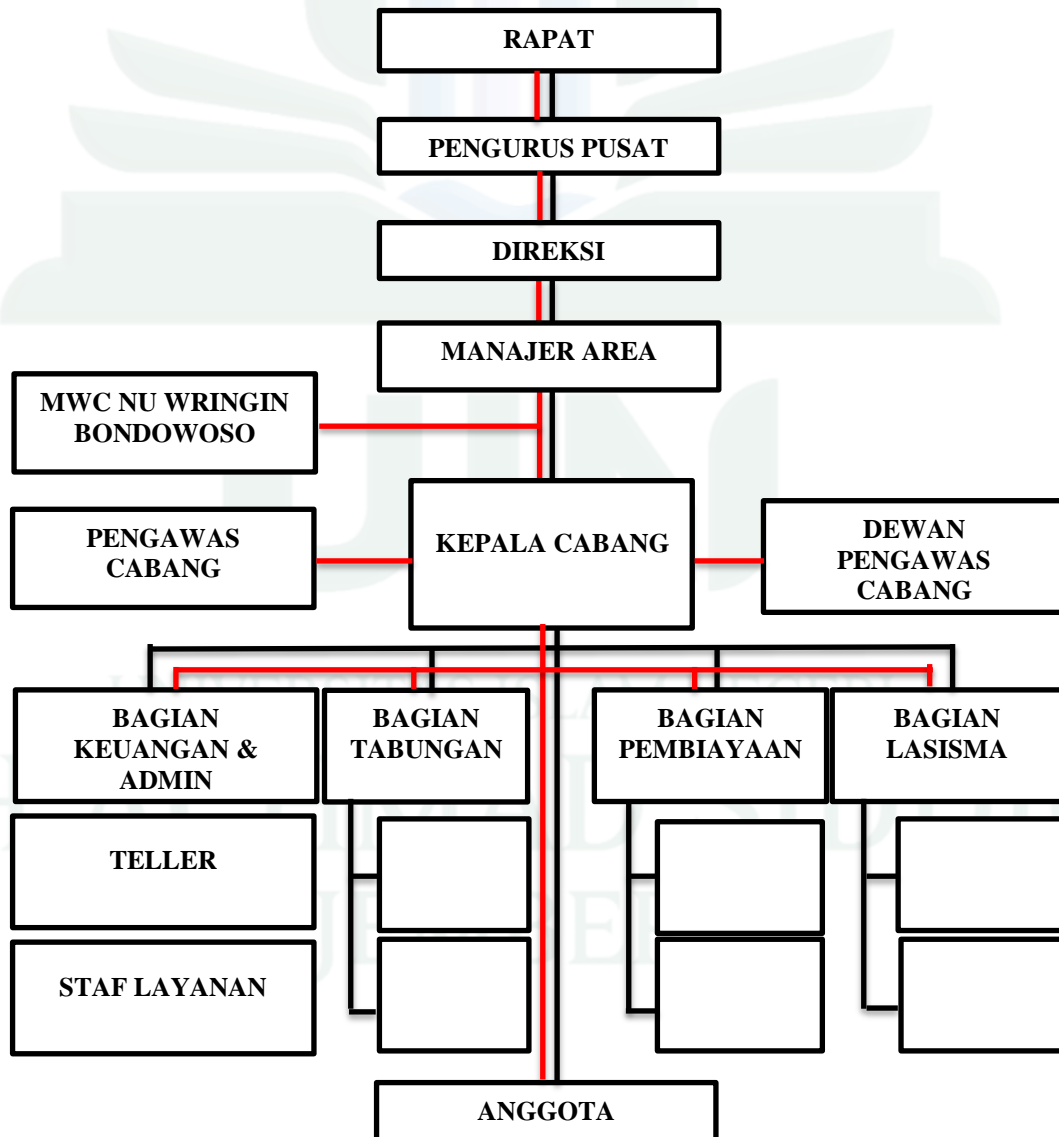 RAPAT
PENGURUS PUSAT
DIREKSI
MANAJER AREA
MWC NU WRINGIN
BONDOWOSO
KEPALA CABANG
PENGAWAS
CABANG
DEWAN
PENGAWAS
CABANG
BAGIAN
KEUANGAN &
ADMIN
BAGIAN
TABUNGAN
BAGIAN
PEMBIAYAAN
BAGIAN
LASISMA
TELLER
STAF LAYANAN
ANGGOTA